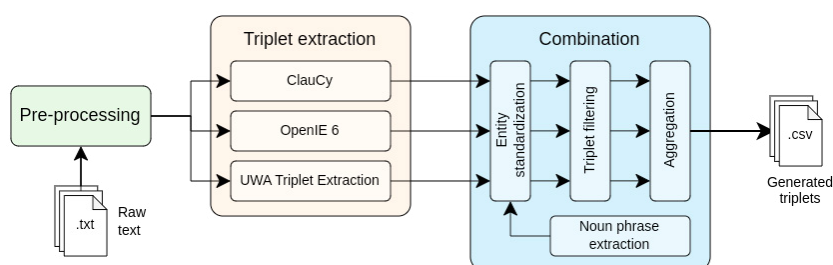 Triplet extraction
Combination
Pre-processing
ClauCy
OpenIE 6
UWA Triplet Extraction
Entity
standardization
Triplet filtering
Aggregation
Noun phrase
extraction
.txt
Raw
text
.csv
Generated
triplets